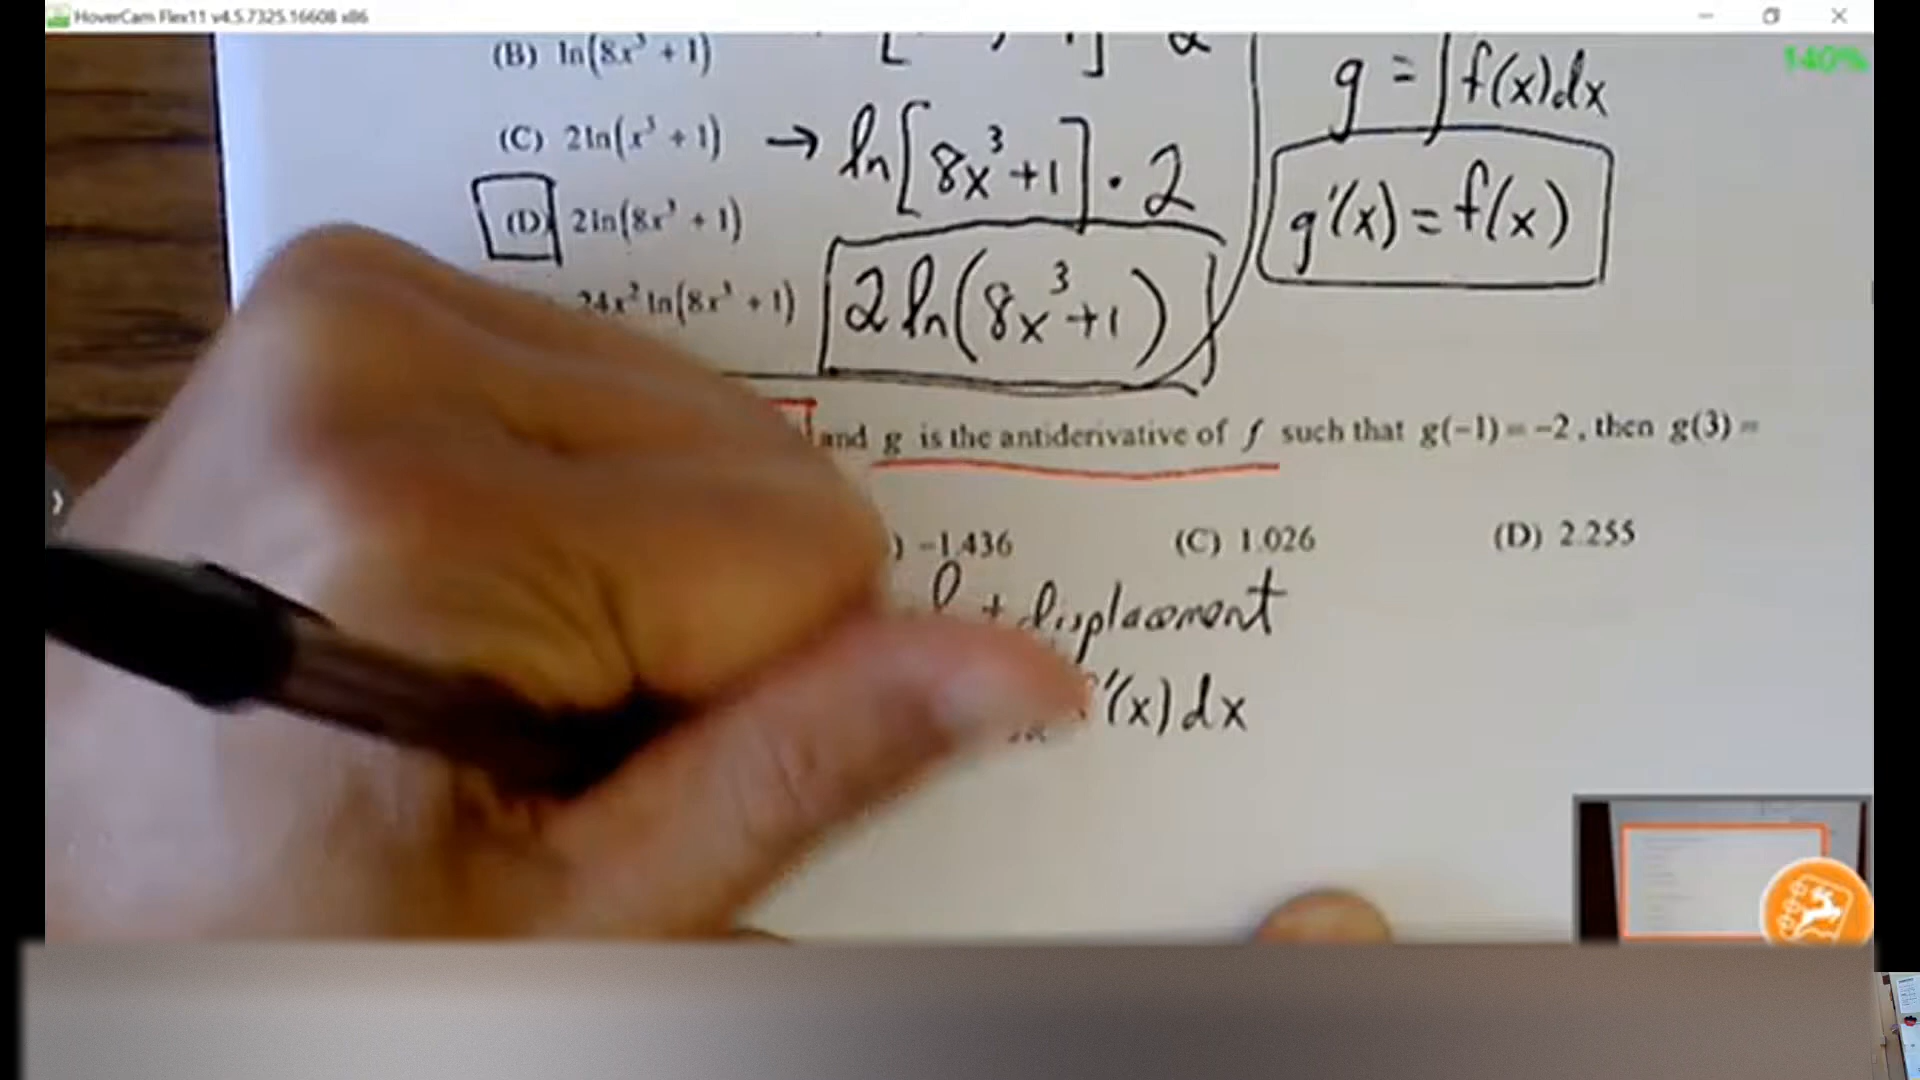 HoverCam Flex11 v4.5.7325.16608 x86
140%
(B) ln(8x³ + 1)
g = ∫f(x)dx
(C) 2ln(x³ + 1) → ln[8x³+1] · 2
g'(x) = f(x)
(D) 2ln(8x³ + 1)
24x² ln(8x³ + 1)
2 ln(8x³+1)
and g is the antiderivative of f such that g(-1) = -2, then g(3) =
) -1.436 (C) 1.026 (D) 2.255
+ displacement
'(x)dx